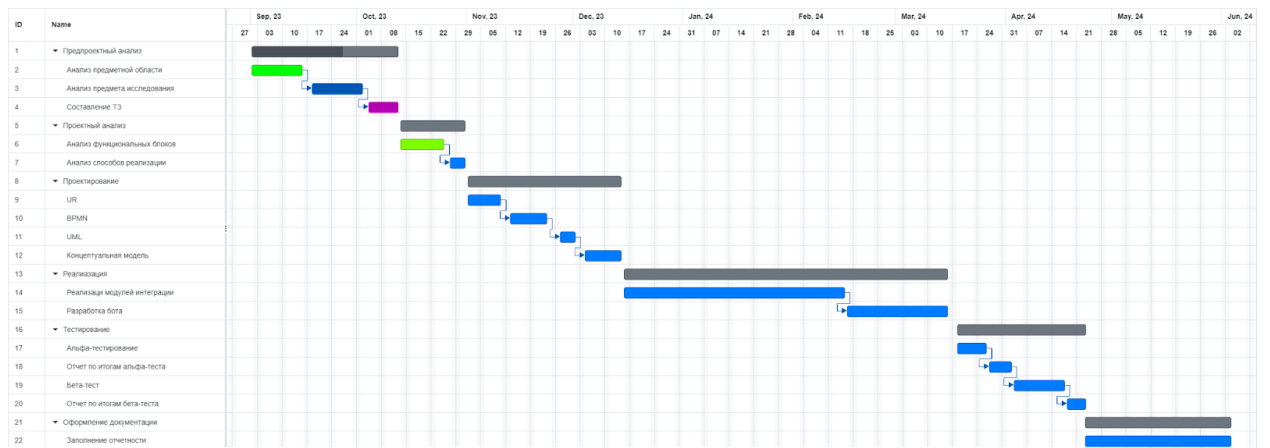 ID Name Sep, 23 Oct, 23 Nov, 23 Dec, 23 Jan, 24 Feb, 24 Mar, 24 Apr, 24 May, 24 Jun, 24
27 03 10 17 24 01 08 15 22 29 05 12 19 26 03 10 17 24 31 07 14 21 28 04 11 18 25 03 10 17 24 31 07 14 21 28 05 12 19 26 02
1 Предпроектный анализ
2 Анализ предметной области
3 Анализ предмета исследования
4 Составление ТЗ
5 Проектный анализ
6 Анализ функциональных блоков
7 Анализ способов реализации
8 Проектирование
9 UR
10 BPMN
11 UML
12 Концептуальная модель
13 Реалиазация
14 Реализаци модулей интеграции
15 Разработка бота
16 Тестирование
17 Альфа-тестирование
18 Отчет по итогам альфа-теста
19 Бета-тест
20 Отчет по итогам бета-теста
21 Оформление документации
22 Заполнение отчетности